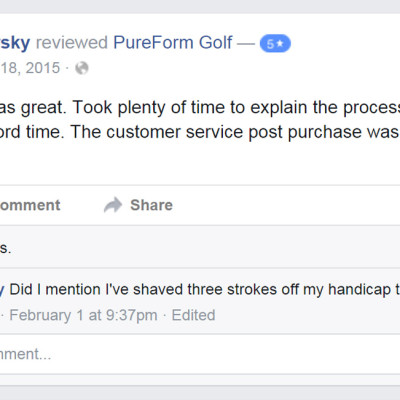 sky reviewed PureForm Golf — 5★
18, 2015 ·
as great. Took plenty of time to explain the process
ord time. The customer service post purchase was
omment Share
s.
y Did I mention I've shaved three strokes off my handicap t
· February 1 at 9:37pm · Edited
mment...